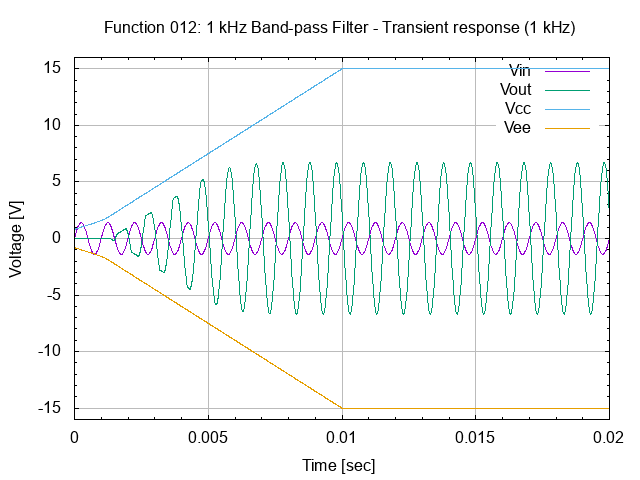 Function 012: 1 kHz Band-pass Filter - Transient response (1 kHz)
Vin
Vout
Vcc
Vee
Voltage [V]
15
10
5
0
-5
-10
-15
0
0.005
0.01
0.015
0.02
Time [sec]